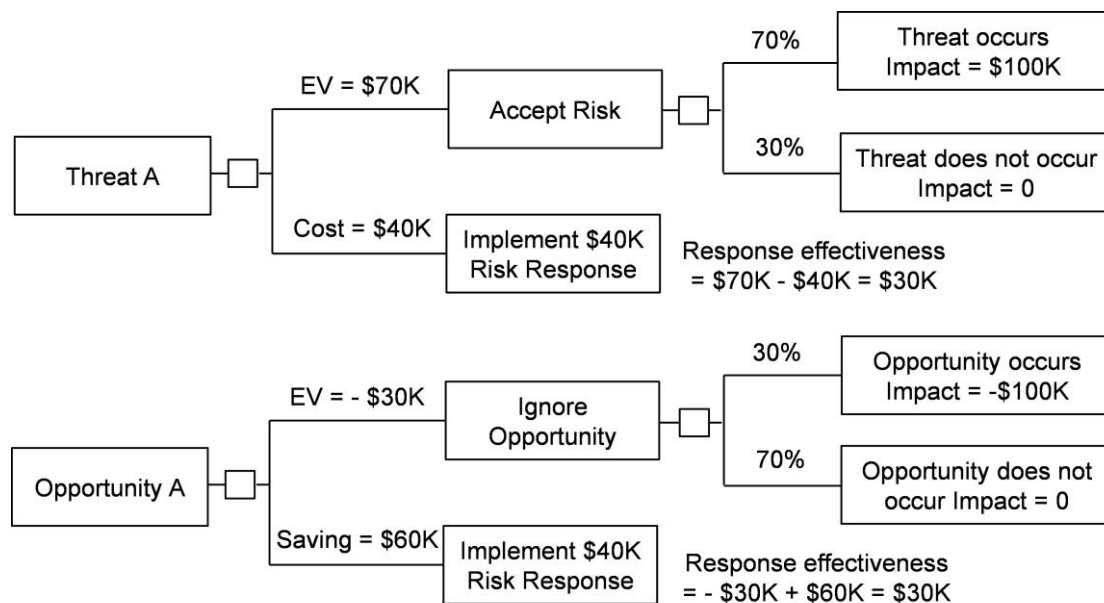 70%
Threat occurs
Impact = $100K
EV = $70K
Accept Risk
Threat A
30%
Threat does not occur
Impact = 0
Cost = $40K
Implement $40K
Risk Response
Response effectiveness
= $70K - $40K = $30K
30%
Opportunity occurs
Impact = -$100K
EV = - $30K
Ignore
Opportunity
Opportunity A
70%
Opportunity does not
occur Impact = 0
Saving = $60K
Implement $40K
Risk Response
Response effectiveness
= - $30K + $60K = $30K